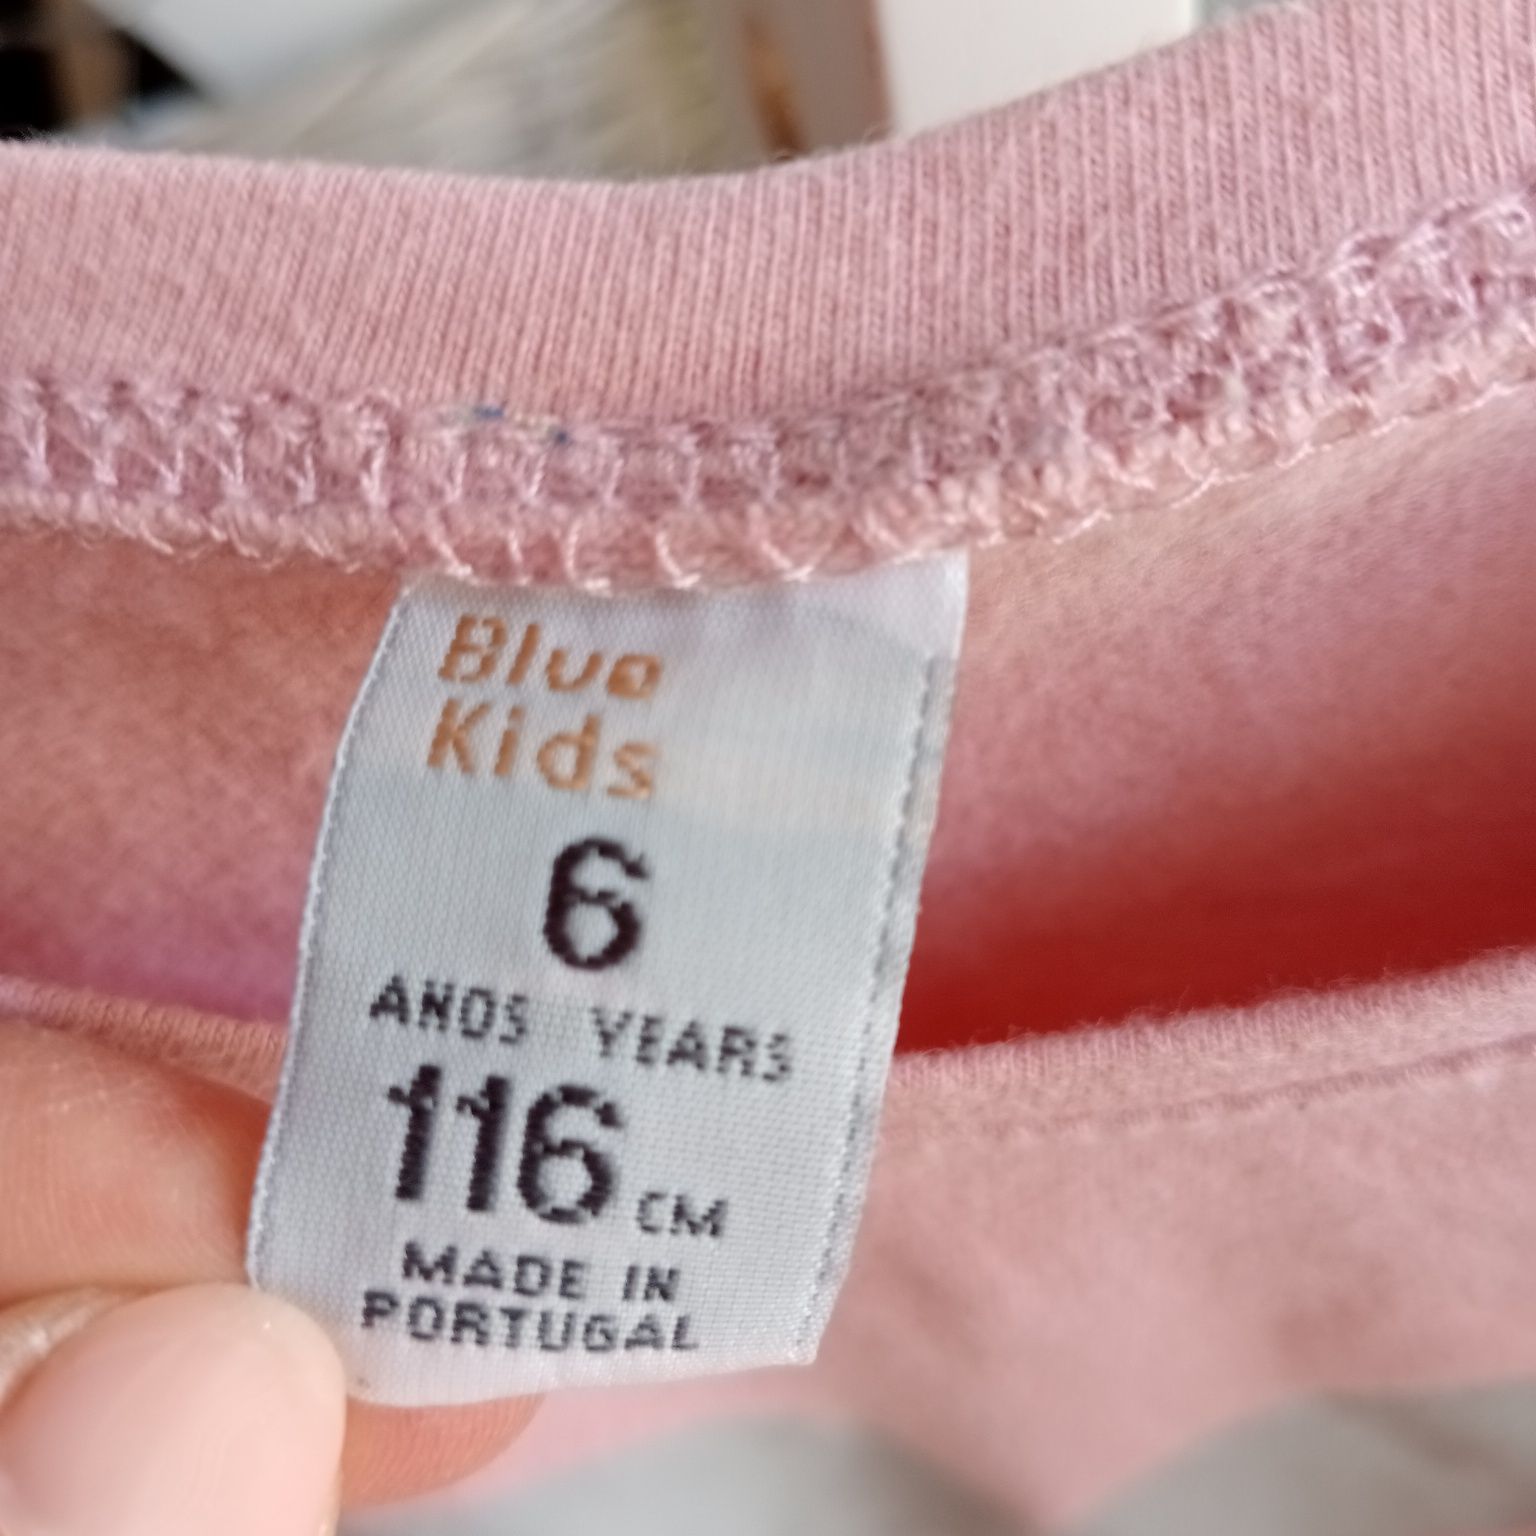 Blue
Kids
6
ANOS YEARS
116 CM
MADE IN
PORTUGAL